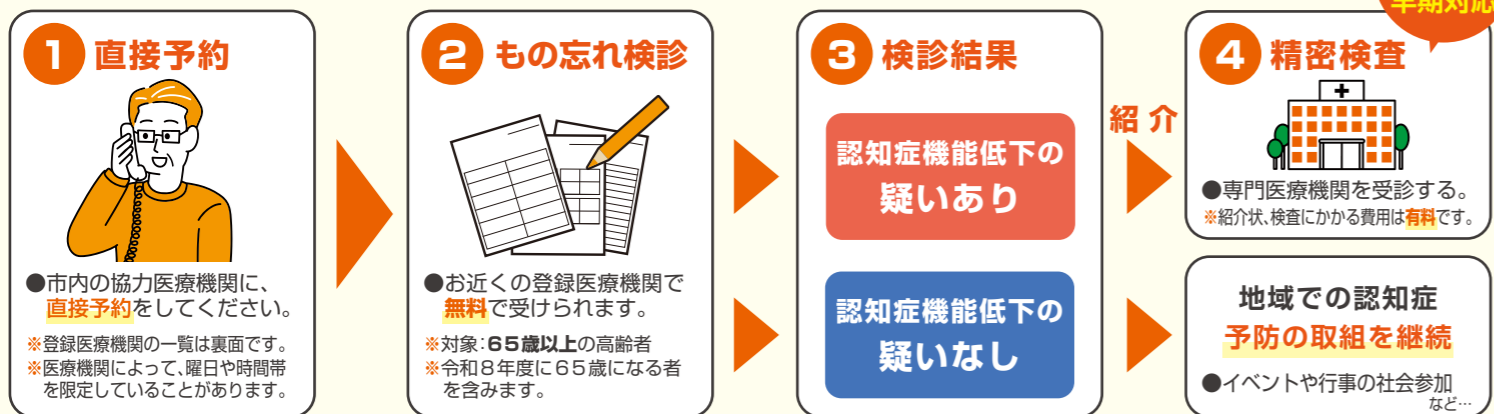 早期対応
1 直接予約
●市内の協力医療機関に、
直接予約をしてください。
※登録医療機関の一覧は裏面です。
※医療機関によって、曜日や時間帯
を限定していることがあります。
2 もの忘れ検診
●お近くの登録医療機関で
無料で受けられます。
※対象:65歳以上の高齢者
※令和8年度に65歳になる者
を含みます。
3 検診結果
認知症機能低下の
疑いあり
認知症機能低下の
疑いなし
紹介
4 精密検査
●専門医療機関を受診する。
※紹介状、検査にかかる費用は有料です。
地域での認知症
予防の取組を継続
●イベントや行事の社会参加
など…